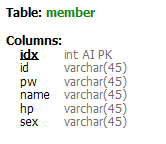 Table: member
Columns:
idx int AI PK
id varchar(45)
pw varchar(45)
name varchar(45)
hp varchar(45)
sex varchar(45)